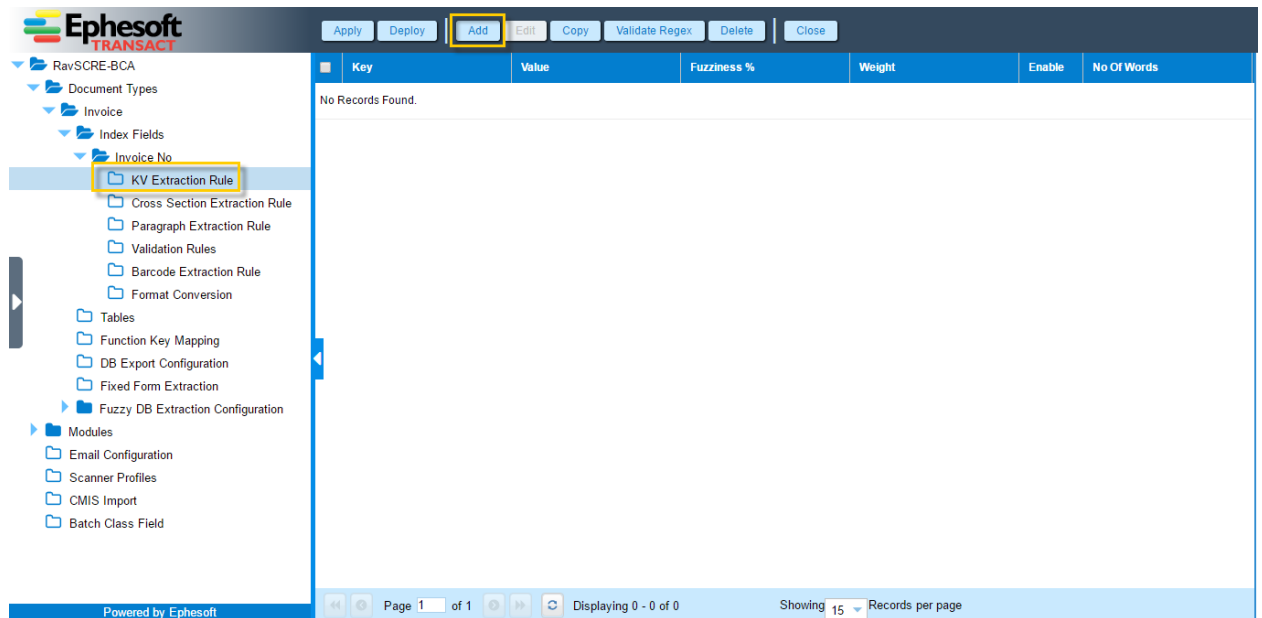 Ephesoft
TRANSACT
Apply Deploy Add Edit Copy Validate Regex Delete Close
RavSCRE-BCA
Document Types
Invoice
Index Fields
Invoice No
KV Extraction Rule
Cross Section Extraction Rule
Paragraph Extraction Rule
Validation Rules
Barcode Extraction Rule
Format Conversion
Tables
Function Key Mapping
DB Export Configuration
Fixed Form Extraction
Fuzzy DB Extraction Configuration
Modules
Email Configuration
Scanner Profiles
CMIS Import
Batch Class Field
Powered by Ephesoft
Key Value Fuzziness % Weight Enable No Of Words
No Records Found.
Page 1 of 1 Displaying 0 - 0 of 0 Showing 15 Records per page